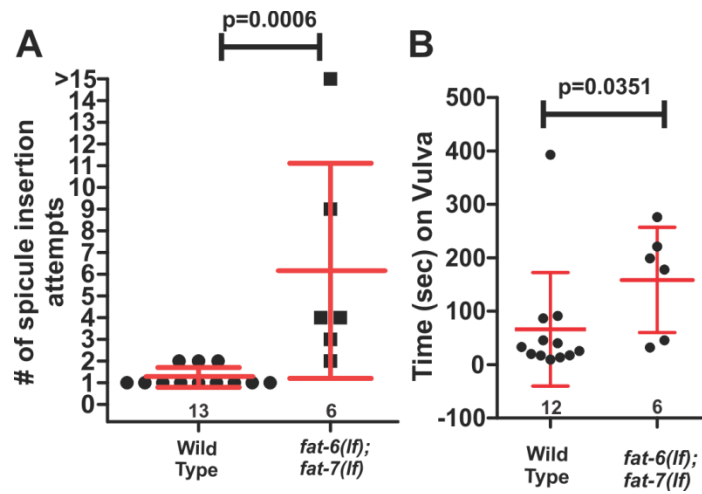 A
p=0.0006
# of spicule insertion
attempts
>15
14
13
12
11
10
9
8
7
6
5
4
3
2
1
0
13
6
Wild
Type
fat-6(lf);
fat-7(lf)
B
p=0.0351
Time (sec) on Vulva
500
400
300
200
100
0
-100
12
6
Wild
Type
fat-6(lf);
fat-7(lf)